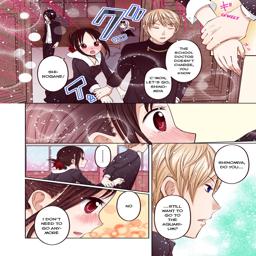 THE
SCHOOL
DOCTOR
DOESN'T
CHARGE,
YOU
KNOW
C'MON,
LET'S GO
SHINO-
MIYA
SHI-
ROGANE!
SHINOMIYA,
DO YOU...
...STILL
WANT TO
GO TO
THE
AQUARI-
UM?
NO
I DON'T
NEED TO
GO ANY-
MORE